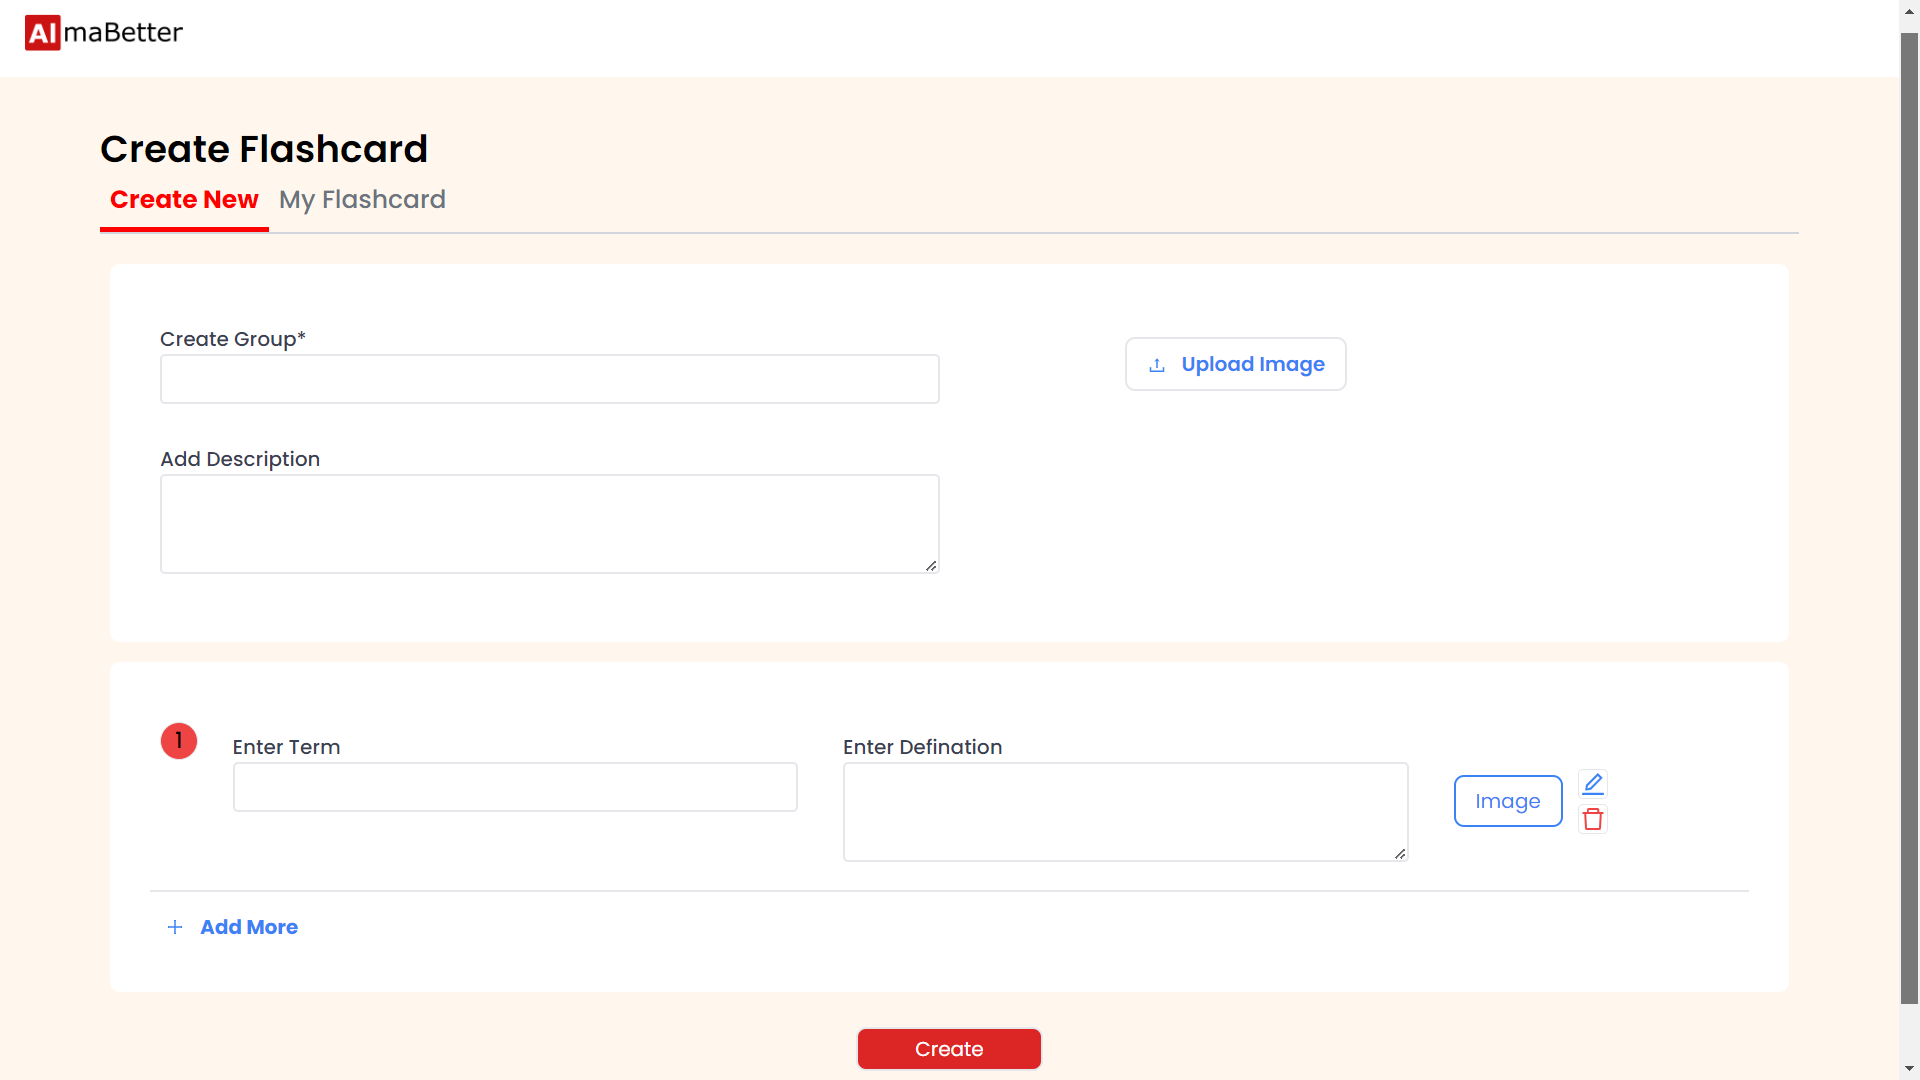 AlmaBetter
Create Flashcard
Create New My Flashcard
Create Group*
Upload Image
Add Description
1
Enter Term
Enter Defination
Image
+ Add More
Create